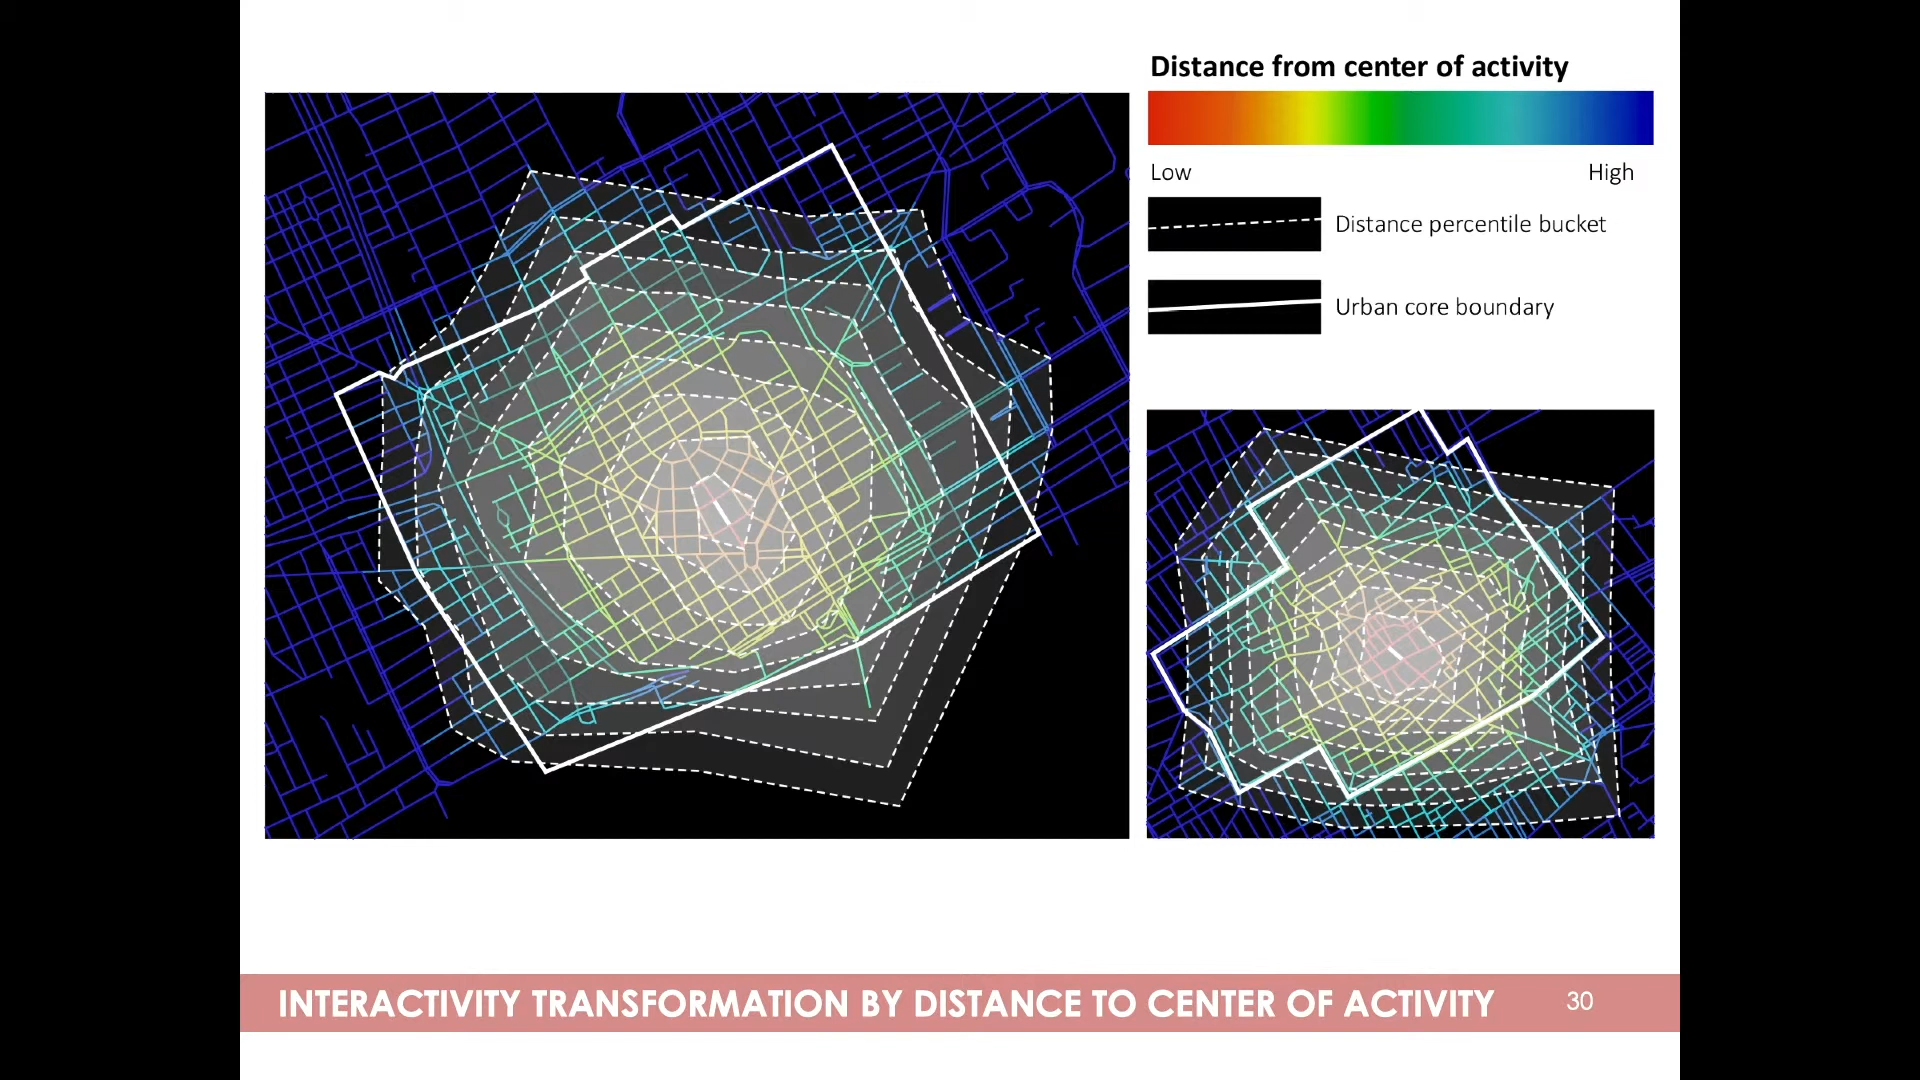 Distance from center of activity
Low
High
Distance percentile bucket
Urban core boundary
INTERACTIVITY TRANSFORMATION BY DISTANCE TO CENTER OF ACTIVITY
30